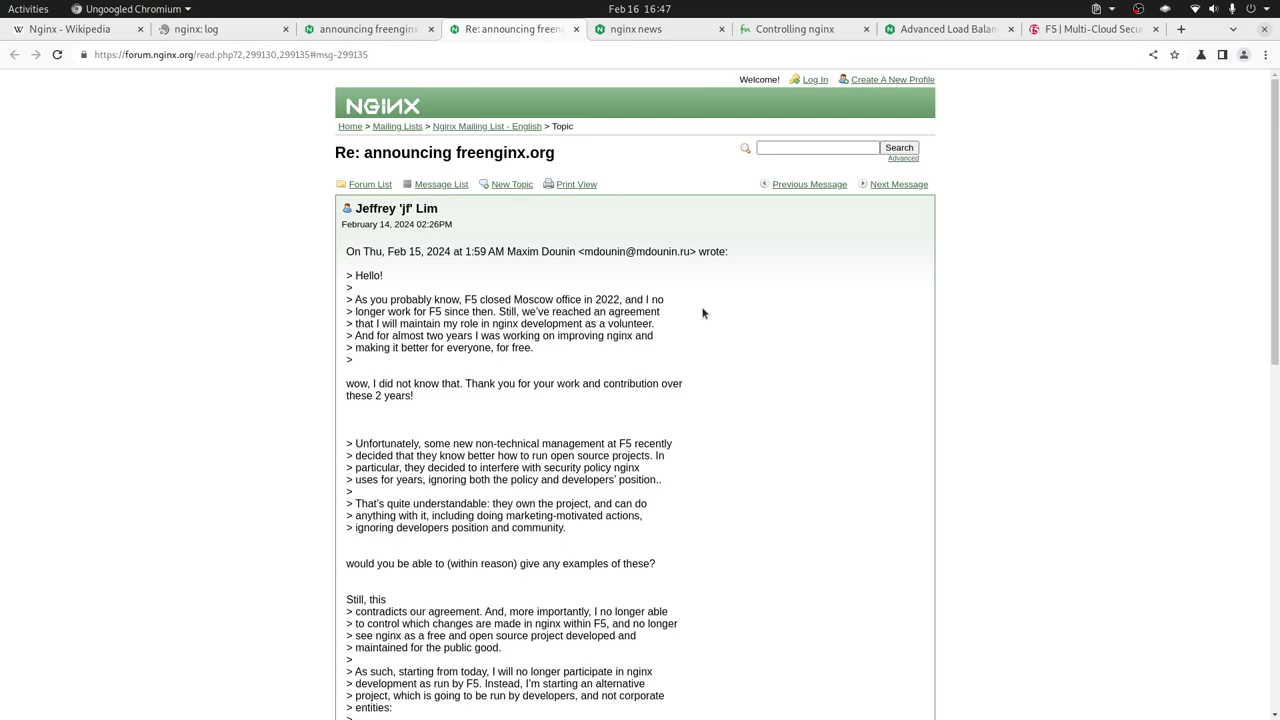 Activities
Ungoogled Chromium
Feb 16 16:47
Nginx - Wikipedia
nginx: log
announcing freenginx
Re: announcing freengi
nginx news
Controlling nginx
Advanced Load Balan
F5 | Multi-Cloud Secu
https://forum.nginx.org/read.php?2,299130,299135#msg-299135
Welcome! Log In Create A New Profile
NGINX
Home > Mailing Lists > Nginx Mailing List - English > Topic
Re: announcing freenginx.org
Search
Advanced
Forum List Message List New Topic Print View Previous Message Next Message
Jeffrey 'jf' Lim
February 14, 2024 02:26PM
On Thu, Feb 15, 2024 at 1:59 AM Maxim Dounin <mdounin@mdounin.ru> wrote:
> Hello!
>
> As you probably know, F5 closed Moscow office in 2022, and I no
> longer work for F5 since then. Still, we've reached an agreement
> that I will maintain my role in nginx development as a volunteer.
> And for almost two years I was working on improving nginx and
> making it better for everyone, for free.
>
wow, I did not know that. Thank you for your work and contribution over
these 2 years!
> Unfortunately, some new non-technical management at F5 recently
> decided that they know better how to run open source projects. In
> particular, they decided to interfere with security policy nginx
> uses for years, ignoring both the policy and developers' position..
>
> That's quite understandable: they own the project, and can do
> anything with it, including doing marketing-motivated actions,
> ignoring developers position and community.
would you be able to (within reason) give any examples of these?
Still, this
> contradicts our agreement. And, more importantly, I no longer able
> to control which changes are made in nginx within F5, and no longer
> see nginx as a free and open source project developed and
> maintained for the public good.
>
> As such, starting from today, I will no longer participate in nginx
> development as run by F5. Instead, I'm starting an alternative
> project, which is going to be run by developers, and not corporate
> entities:
>